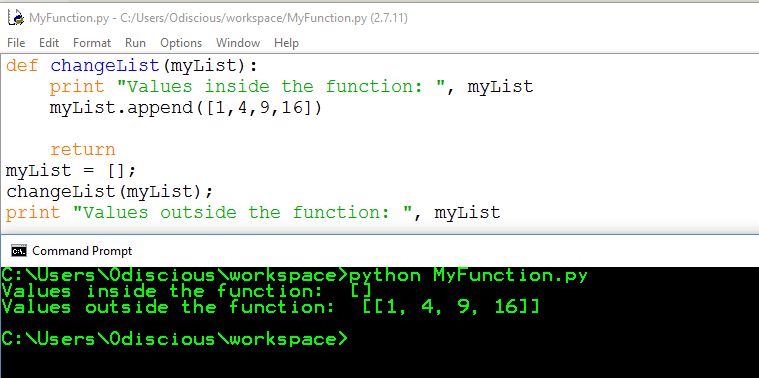 MyFunction.py - C:/Users/Odiscious/workspace/MyFunction.py (2.7.11)
File Edit Format Run Options Window Help
def changeList(myList):
    print "Values inside the function: ", myList
    myList.append([1,4,9,16])
    return
myList = [];
changeList(myList);
print "Values outside the function: ", myList
C:\. Command Prompt
C:\Users\Odiscious\workspace>python MyFunction.py
Values inside the function:  []
Values outside the function:  [[1, 4, 9, 16]]
C:\Users\Odiscious\workspace>